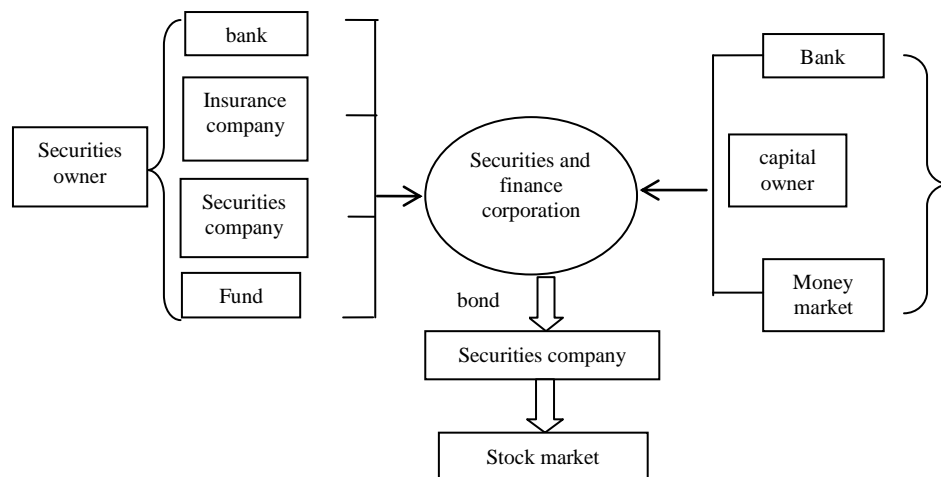 Securities
owner
bank
Insurance
company
Securities
company
Fund
Securities and
finance
corporation
bond
Securities company
Stock market
Bank
capital
owner
Money
market